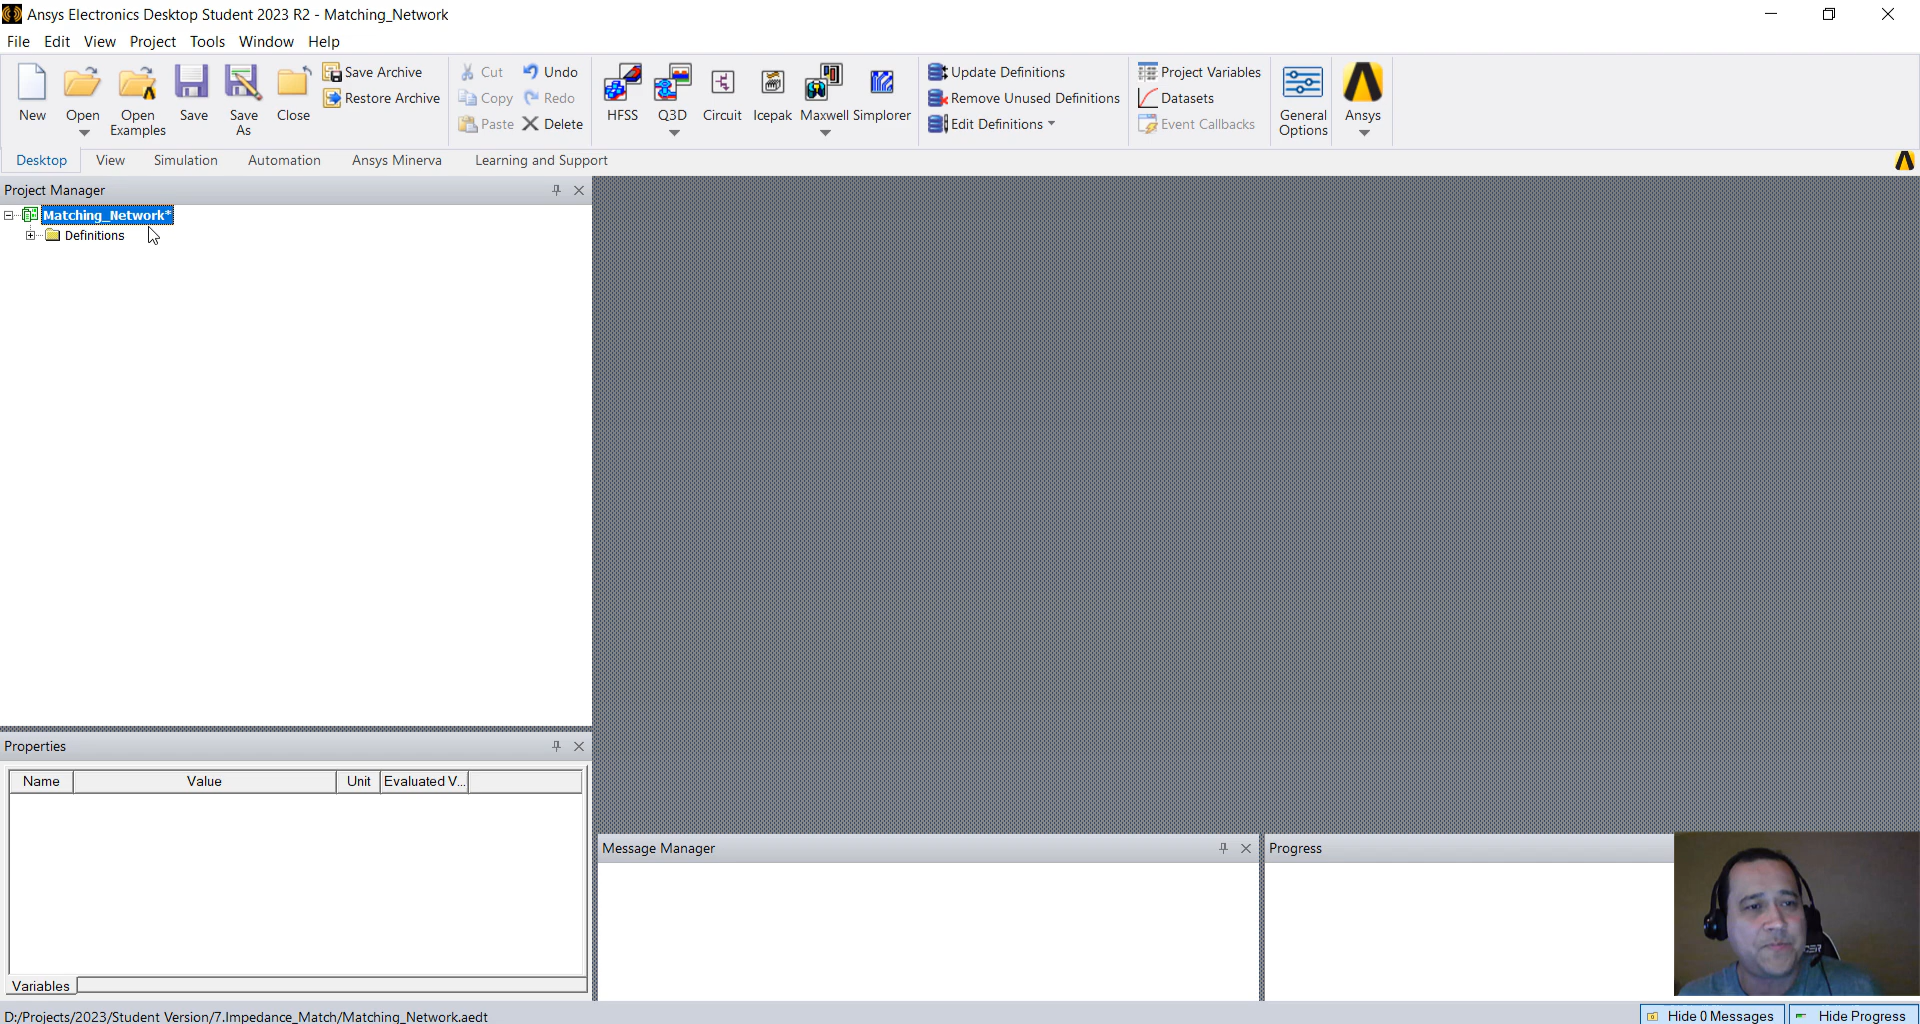 Ansys Electronics Desktop Student 2023 R2 - Matching_Network
File Edit View Project Tools Window Help
New Open Open Examples Save Save As Close
Save Archive
Restore Archive
Cut Undo
Copy Redo
Paste Delete
HFSS Q3D Circuit Icepak Maxwell Simplorer
Update Definitions
Remove Unused Definitions
Edit Definitions
Project Variables
Datasets
Event Callbacks
General Options
Ansys
Desktop View Simulation Automation Ansys Minerva Learning and Support
Project Manager
Matching_Network*
Definitions
Properties
Name Value Unit Evaluated V...
Variables
Message Manager
Progress
D:/Projects/2023/Student Version/7.Impedance_Match/Matching_Network.aedt
Hide 0 Messages Hide Progress